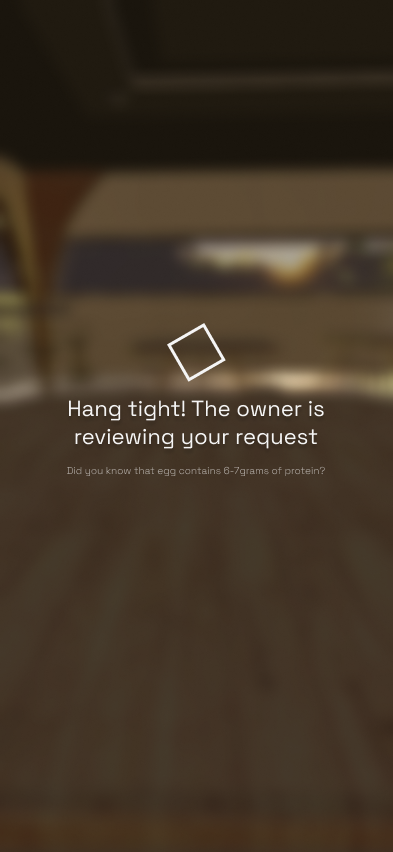 Hang tight! The owner is
reviewing your request
Did you know that egg contains 6-7grams of protein?